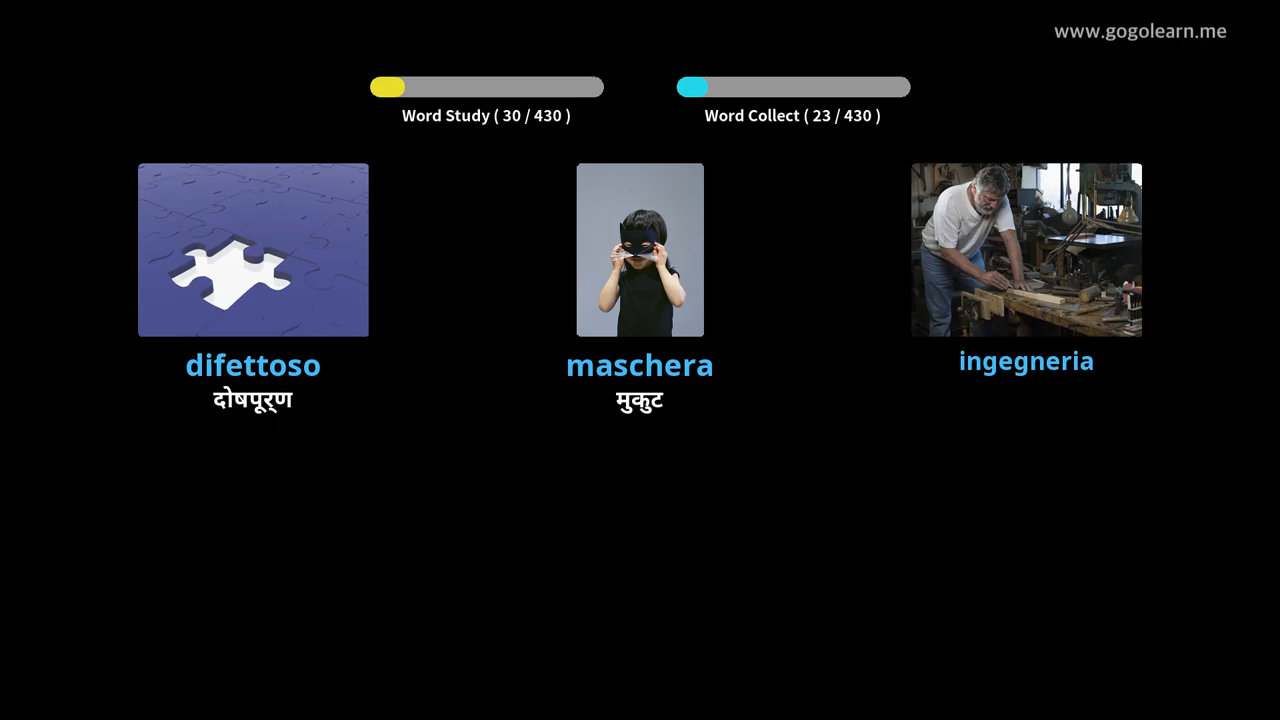 www.gogolearn.me
Word Study ( 30 / 430 )
Word Collect ( 23 / 430 )
difettoso
maschera
ingegneria
दोषपूर्ण
मुकुट